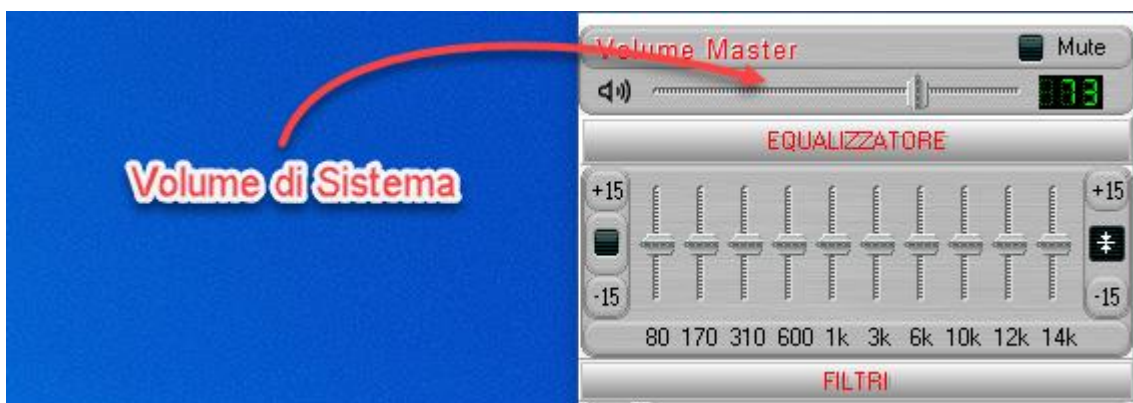 Volume Master
Mute
73
Volume di Sistema
EQUALIZZATORE
+15 +15
-15 -15
80 170 310 600 1k 3k 6k 10k 12k 14k
FILTRI